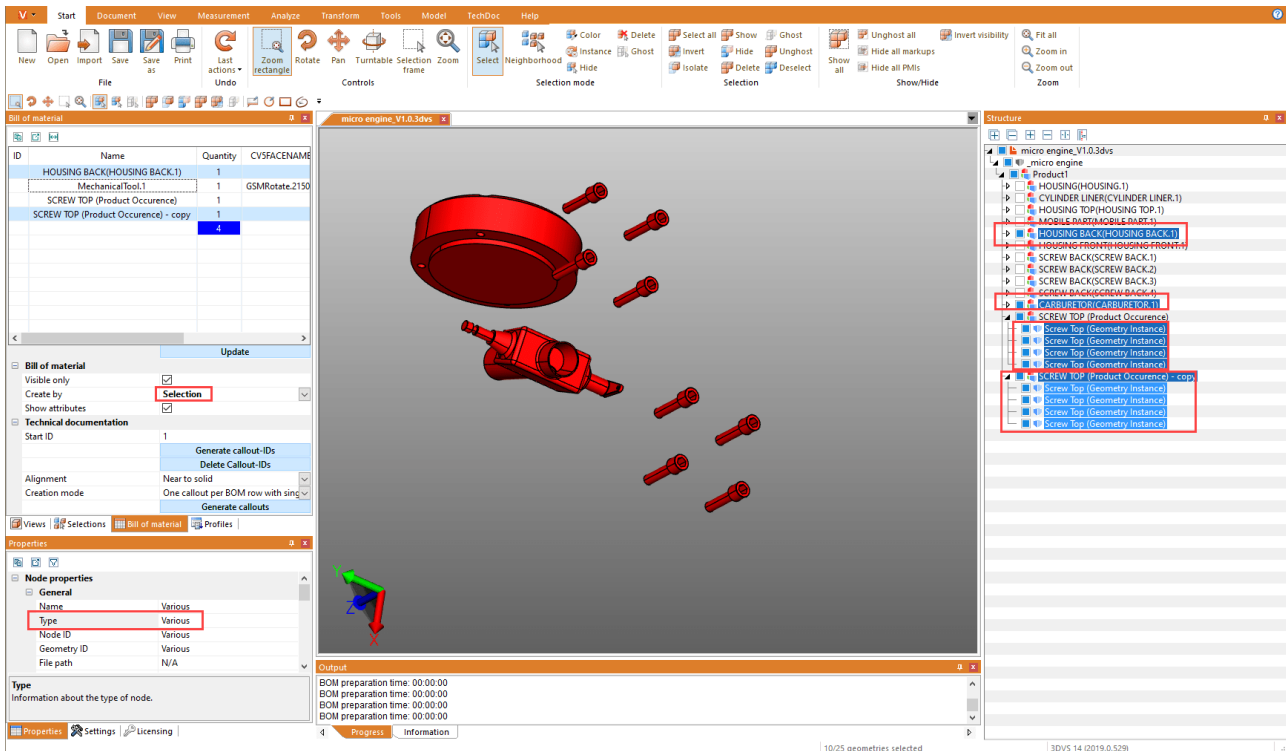 V Start Document View Measurement Analyze Transform Tools Model TechDoc Help
New Open Import Save Save as Print
File
Last actions
Undo
Zoom rectangle Rotate Pan Turntable Selection frame Zoom
Controls
Select Neighborhood Color Delete
Instance Ghost
Hide
Selection mode
Select all Show Ghost
Invert Hide Unghost
Isolate Delete Deselect
Selection
Show all
Unghost all Invert visibility
Hide all markups
Hide all PMIs
Show/Hide
Fit all
Zoom in
Zoom out
Zoom
Bill of material
ID Name Quantity CV5FACENAME
HOUSING BACK(HOUSING BACK.1) 1
MechanicalTool.1 1 GSMRotate.2150
SCREW TOP (Product Occurence) 1
SCREW TOP (Product Occurence) - copy 1
4
Update
Bill of material
Visible only
Create by Selection
Show attributes
Technical documentation
Start ID 1
Generate callout-IDs
Delete Callout-IDs
Alignment Near to solid
Creation mode One callout per BOM row with sing
Generate callouts
Views Selections Bill of material Profiles
Properties
Node properties
General
Name Various
Type Various
Node ID Various
Geometry ID Various
File path N/A
Type
Information about the type of node.
Properties Settings Licensing
micro engine_V1.0.3dvs
Y
Z
X
Output
BOM preparation time: 00:00:00
BOM preparation time: 00:00:00
BOM preparation time: 00:00:00
BOM preparation time: 00:00:00
Progress Information
Structure
micro engine_V1.0.3dvs
_micro engine
Product1
HOUSING(HOUSING.1)
CYLINDER LINER(CYLINDER LINER.1)
HOUSING TOP(HOUSING TOP.1)
MOBILE PART(MOBILE PART.1)
HOUSING BACK(HOUSING BACK.1)
HOUSING FRONT(HOUSING FRONT.1)
SCREW BACK(SCREW BACK.1)
SCREW BACK(SCREW BACK.2)
SCREW BACK(SCREW BACK.3)
SCREW BACK(SCREW BACK.4)
CARBURETOR(CARBURETOR.1)
SCREW TOP (Product Occurence)
Screw Top (Geometry Instance)
Screw Top (Geometry Instance)
Screw Top (Geometry Instance)
Screw Top (Geometry Instance)
SCREW TOP (Product Occurence) - copy
Screw Top (Geometry Instance)
Screw Top (Geometry Instance)
Screw Top (Geometry Instance)
Screw Top (Geometry Instance)
10/25 geometries selected 3DVS 14 (2019.0.529)